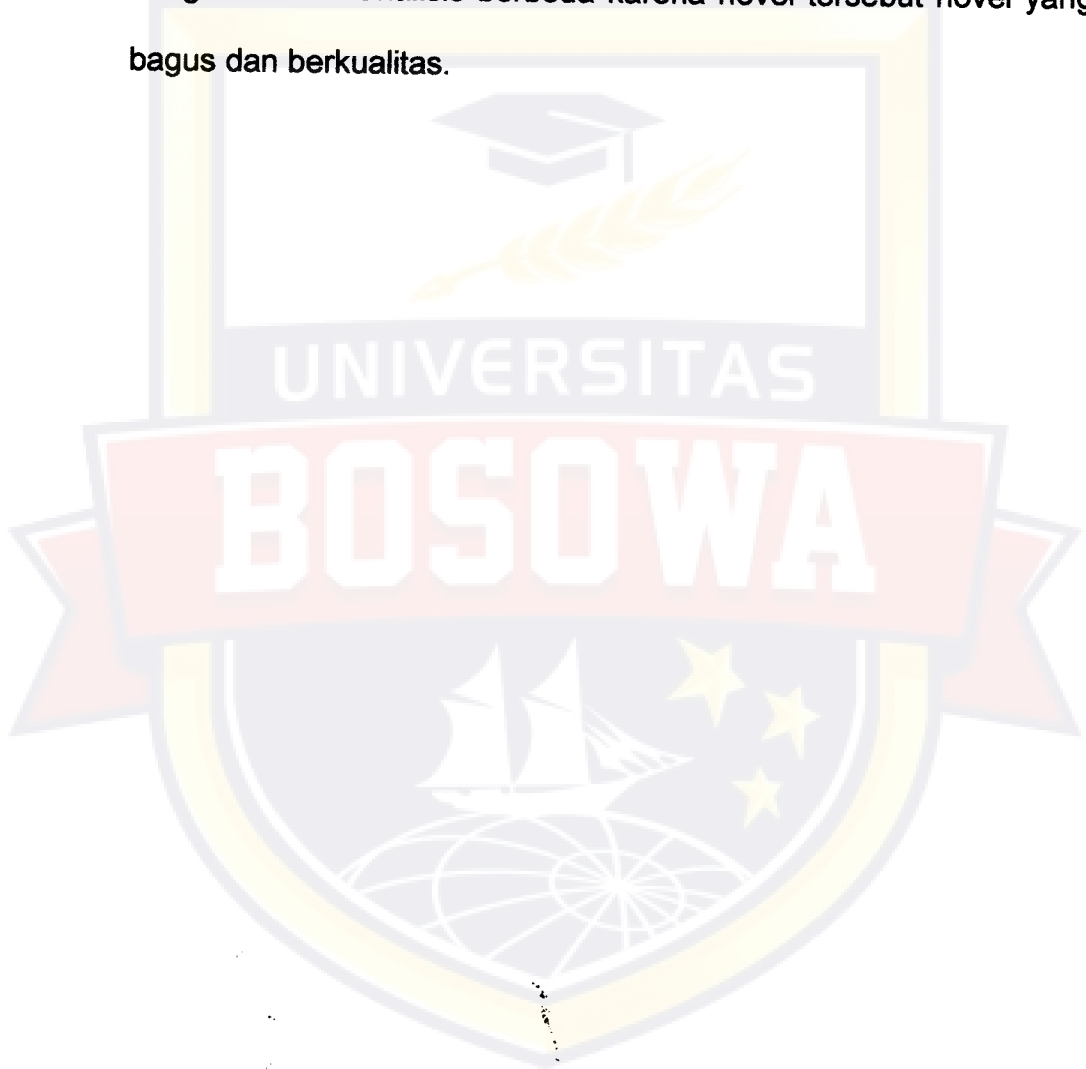 berbeda karena novel tersebut novel yang
bagus dan berkualitas.
UNIVERSITAS
BOSOWA